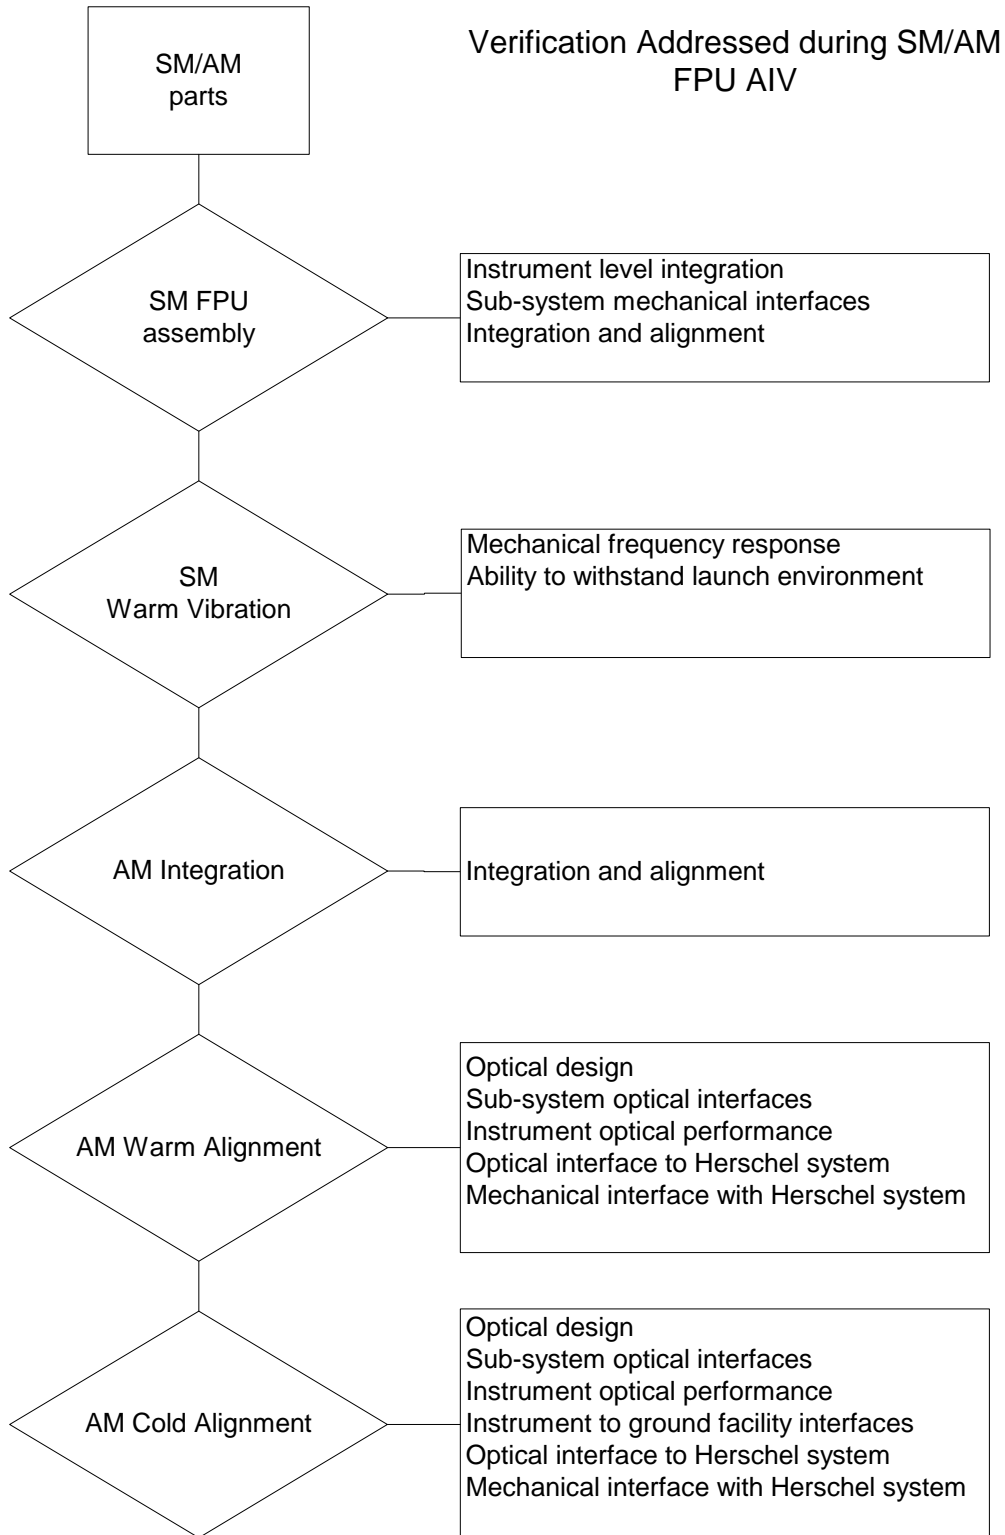 Verification Addressed during SM/AM
FPU AIV
SM/AM
parts
SM FPU
assembly
Instrument level integration
Sub-system mechanical interfaces
Integration and alignment
SM
Warm Vibration
Mechanical frequency response
Ability to withstand launch environment
AM Integration
Integration and alignment
AM Warm Alignment
Optical design
Sub-system optical interfaces
Instrument optical performance
Optical interface to Herschel system
Mechanical interface with Herschel system
AM Cold Alignment
Optical design
Sub-system optical interfaces
Instrument optical performance
Instrument to ground facility interfaces
Optical interface to Herschel system
Mechanical interface with Herschel system